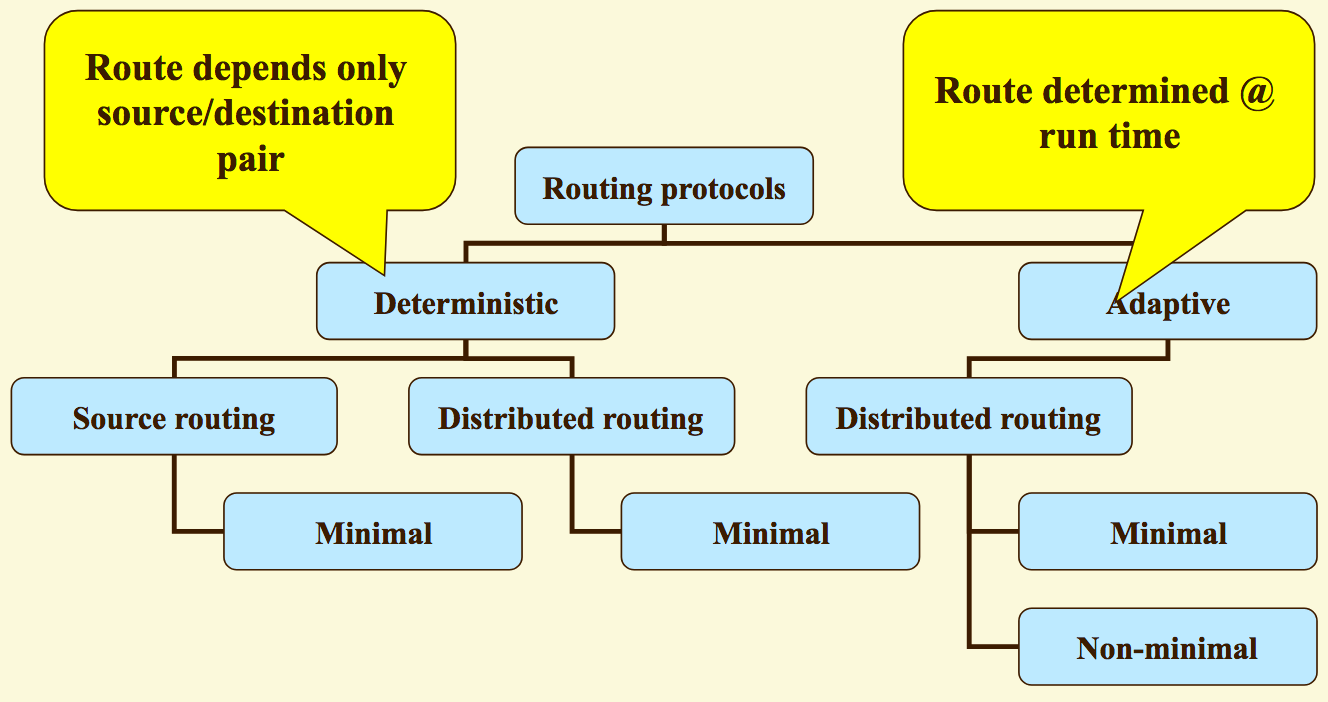 Route depends only
source/destination
pair
Route determined @
run time
Routing protocols
Deterministic
Adaptive
Source routing
Distributed routing
Distributed routing
Minimal
Minimal
Minimal
Non-minimal